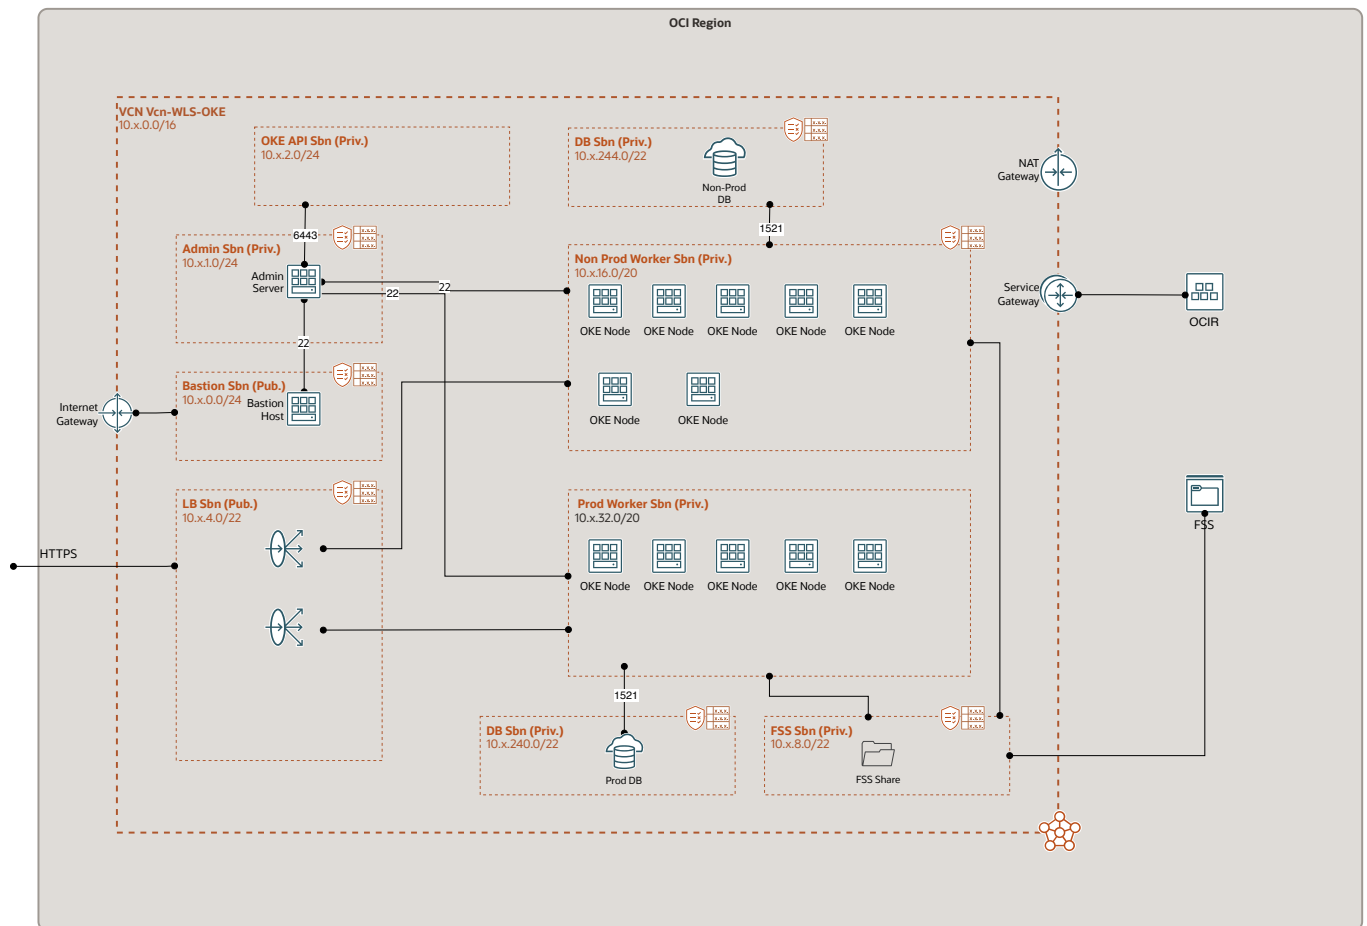 OCI Region
VCN Vcn-WLS-OKE
10.x.0.0/16
OKE API Sbn (Priv.)
10.x.2.0/24
DB Sbn (Priv.)
10.x.244.0/22
Non-Prod
DB
NAT
Gateway
6443
1521
Admin Sbn (Priv.)
10.x.1.0/24
Admin
Server
22
22
22
Non Prod Worker Sbn (Priv.)
10.x.16.0/20
OKE Node
OKE Node
OKE Node
OKE Node
OKE Node
OKE Node
OKE Node
Service
Gateway
OCIR
Internet
Gateway
Bastion Sbn (Pub.)
10.x.0.0/24
Bastion
Host
LB Sbn (Pub.)
10.x.4.0/22
HTTPS
Prod Worker Sbn (Priv.)
10.x.32.0/20
OKE Node
OKE Node
OKE Node
OKE Node
OKE Node
FSS
1521
DB Sbn (Priv.)
10.x.240.0/22
Prod DB
FSS Sbn (Priv.)
10.x.8.0/22
FSS Share